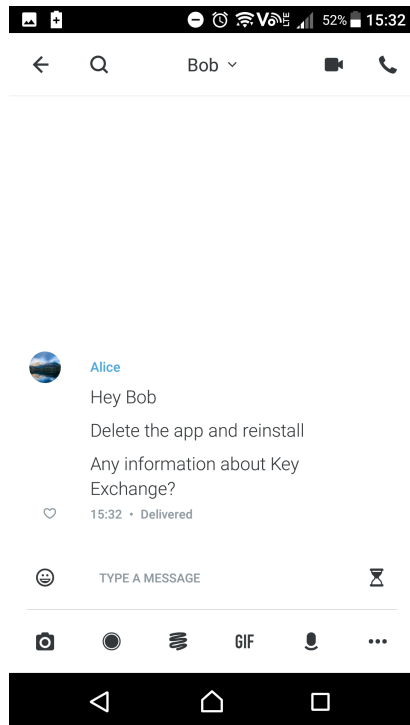 VoLTE 52% 15:32
Bob
Alice
Hey Bob
Delete the app and reinstall
Any information about Key
Exchange?
15:32 • Delivered
TYPE A MESSAGE
GIF